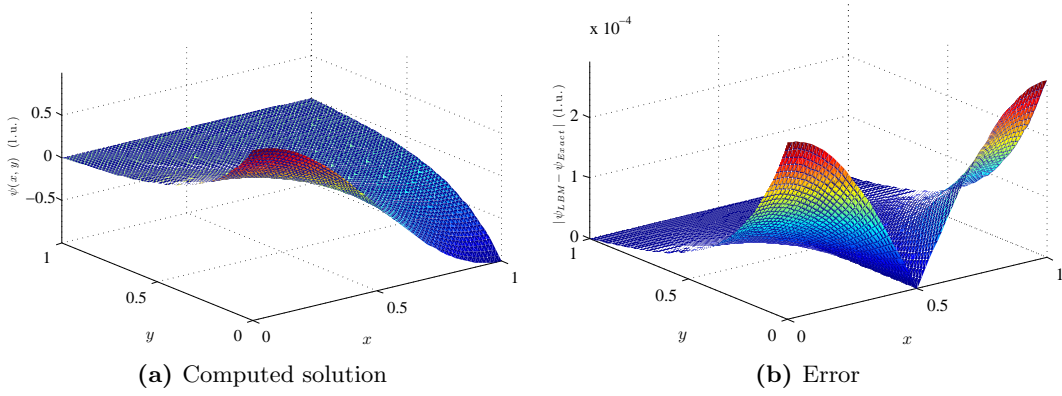 x 10⁻⁴
0.5
0
−0.5
ψ(x, y) (l.u.)
1
0.5
0
y
0
0.5
1
x
2
1
0
| ψ_LBM − ψ_Exact | (l.u.)
1
0.5
0
y
0
0.5
1
x
(a) Computed solution
(b) Error